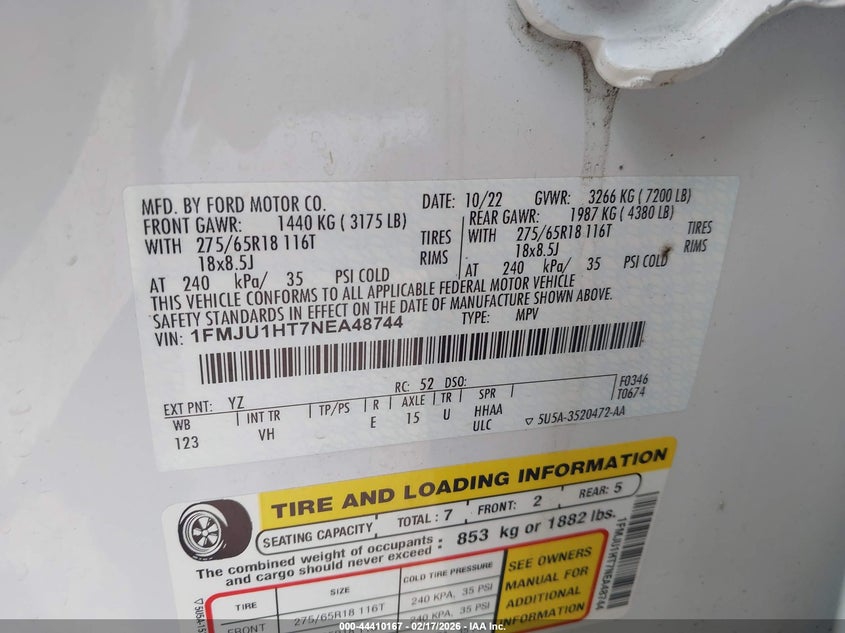 MFD. BY FORD MOTOR CO. DATE: 10/22 GVWR: 3266 KG ( 7200 LB)
FRONT GAWR: 1440 KG ( 3175 LB) REAR GAWR: 1987 KG ( 4380 LB)
WITH 275/65R18 116T TIRES WITH 275/65R18 116T TIRES
18x8.5J RIMS 18x8.5J RIMS
AT 240 kPa/ 35 PSI COLD AT 240 kPa/ 35 PSI COLD
THIS VEHICLE CONFORMS TO ALL APPLICABLE FEDERAL MOTOR VEHICLE
SAFETY STANDARDS IN EFFECT ON THE DATE OF MANUFACTURE SHOWN ABOVE.
VIN: 1FMJU1HT7NEA48744 TYPE: MPV
EXT PNT: YZ RC: 52 DSO: F0346
WB INT TR TP/PS R AXLE TR SPR T0674
123 VH E 15 U HHAA
ULC ▽ 5U5A-3520472-AA
TIRE AND LOADING INFORMATION
SEATING CAPACITY TOTAL : 7 FRONT: 2 REAR: 5
The combined weight of occupants
and cargo should never exceed : 853 kg or 1882 lbs.
TIRE SIZE COLD TIRE PRESSURE
FRONT 275/65R18 116T 240 KPA, 35 PSI
SEE OWNERS
MANUAL FOR
ADDITIONAL
INFORMATION
1FMJU1HT7NEA48744
000-44410167 - 02/17/2026 - IAA Inc.